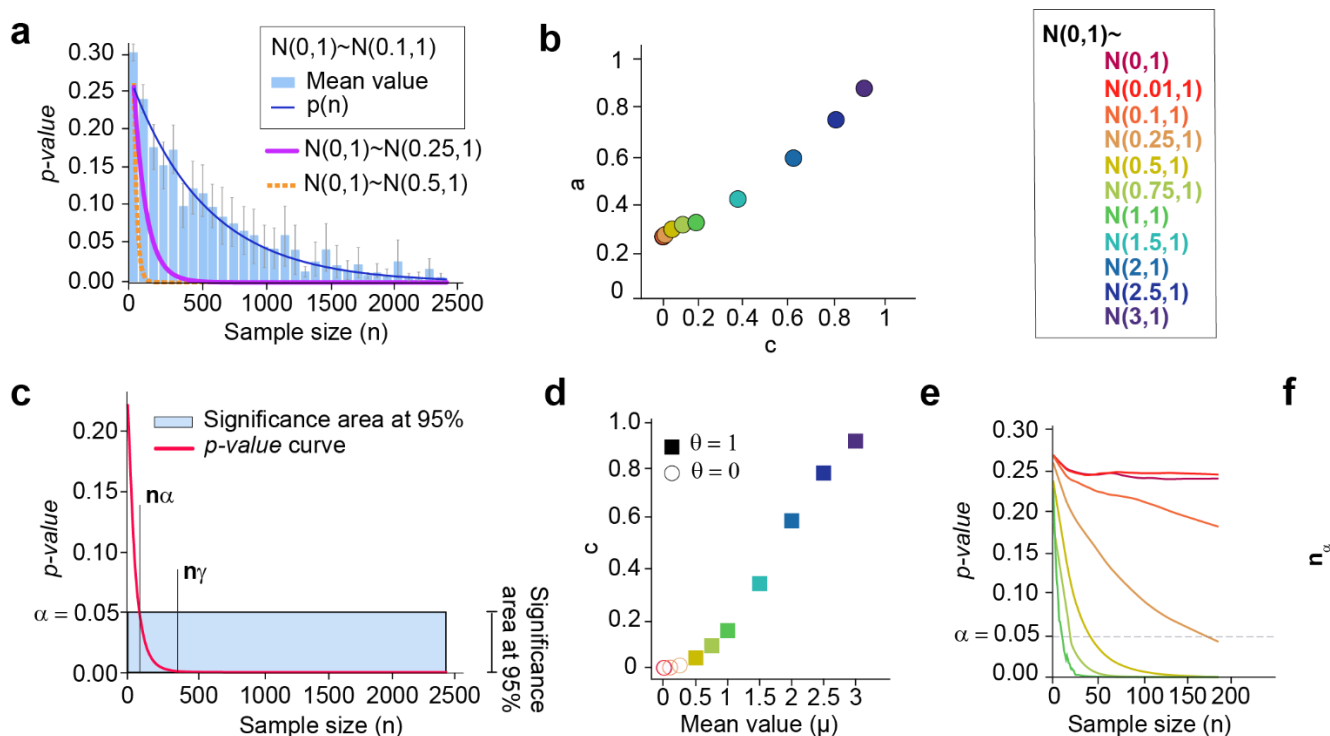 a
0.30
0.25
0.20
0.15
0.10
0.05
0.00
p-value
0
500
1000
1500
2000
2500
Sample size (n)
N(0,1)~N(0.1,1)
Mean value
p(n)
N(0,1)~N(0.25,1)
N(0,1)~N(0.5,1)
b
1
0.8
0.6
0.4
0.2
0
a
0
0.2
0.4
0.6
0.8
1
c
N(0,1)~
N(0,1)
N(0.01,1)
N(0.1,1)
N(0.25,1)
N(0.5,1)
N(0.75,1)
N(1,1)
N(1.5,1)
N(2,1)
N(2.5,1)
N(3,1)
c
0.20
0.15
0.10
α = 0.05
0.00
p-value
Significance area at 95%
p-value curve
nα
nγ
0
500
1000
1500
2000
2500
Sample size (n)
Significance
area at 95%
d
1.0
0.8
0.6
0.4
0.2
0
c
θ = 1
θ = 0
0
0.5
1
1.5
2
2.5
3
Mean value (μ)
e
0.30
0.25
0.20
0.15
0.10
α = 0.05
0.00
p-value
0
50
100
150
200
Sample size (n)
f
nα